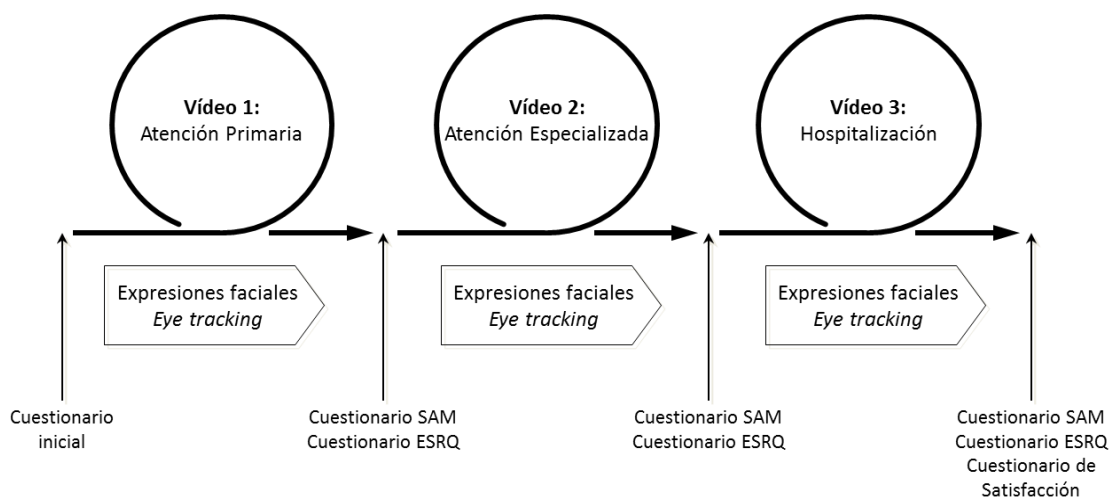 Vídeo 1:
Atención Primaria
Vídeo 2:
Atención Especializada
Vídeo 3:
Hospitalización
Expresiones faciales
Eye tracking
Expresiones faciales
Eye tracking
Expresiones faciales
Eye tracking
Cuestionario
inicial
Cuestionario SAM
Cuestionario ESRQ
Cuestionario SAM
Cuestionario ESRQ
Cuestionario SAM
Cuestionario ESRQ
Cuestionario de
Satisfacción